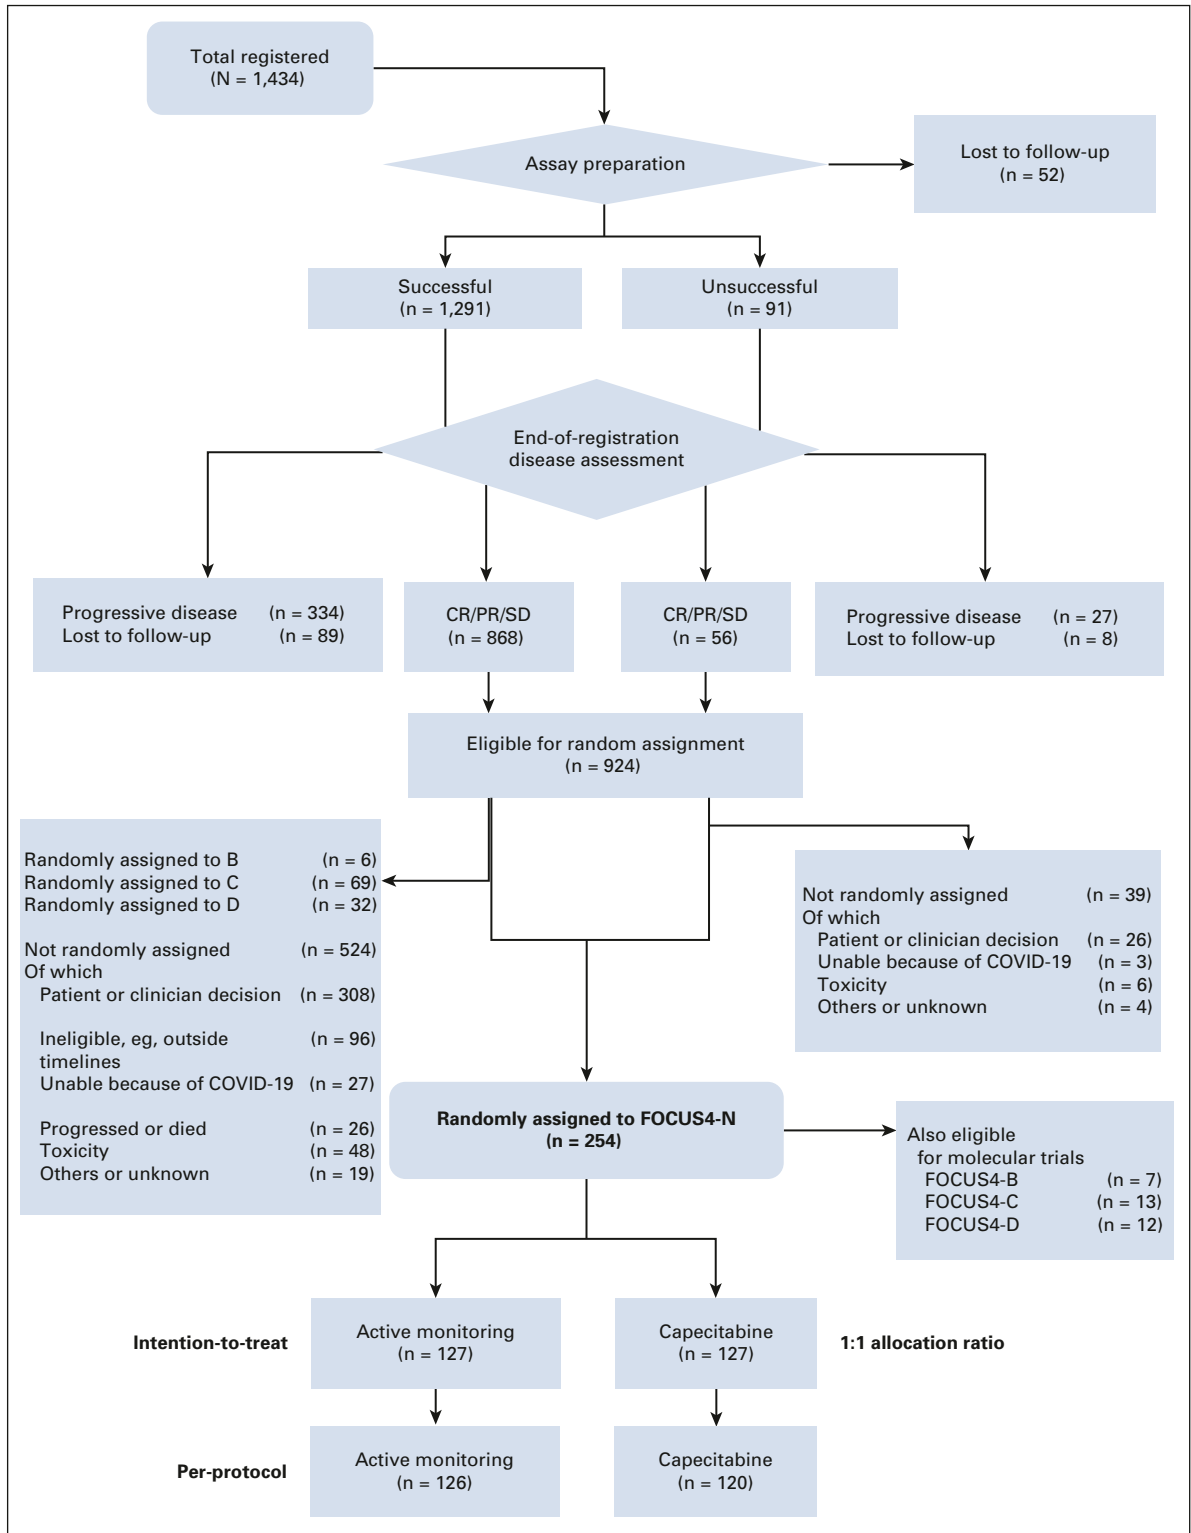 Total registered
(N = 1,434)
Assay preparation
Lost to follow-up
(n = 52)
Successful
(n = 1,291)
Unsuccessful
(n = 91)
End-of-registration
disease assessment
Progressive disease (n = 334)
Lost to follow-up (n = 89)
CR/PR/SD
(n = 868)
CR/PR/SD
(n = 56)
Progressive disease (n = 27)
Lost to follow-up (n = 8)
Eligible for random assignment
(n = 924)
Randomly assigned to B (n = 6)
Randomly assigned to C (n = 69)
Randomly assigned to D (n = 32)
Not randomly assigned (n = 524)
Of which
Patient or clinician decision (n = 308)
Ineligible, eg, outside (n = 96)
timelines
Unable because of COVID-19 (n = 27)
Progressed or died (n = 26)
Toxicity (n = 48)
Others or unknown (n = 19)
Not randomly assigned (n = 39)
Of which
Patient or clinician decision (n = 26)
Unable because of COVID-19 (n = 3)
Toxicity (n = 6)
Others or unknown (n = 4)
Randomly assigned to FOCUS4-N
(n = 254)
Also eligible
for molecular trials
FOCUS4-B (n = 7)
FOCUS4-C (n = 13)
FOCUS4-D (n = 12)
Intention-to-treat
Active monitoring
(n = 127)
Capecitabine
(n = 127)
1:1 allocation ratio
Per-protocol
Active monitoring
(n = 126)
Capecitabine
(n = 120)